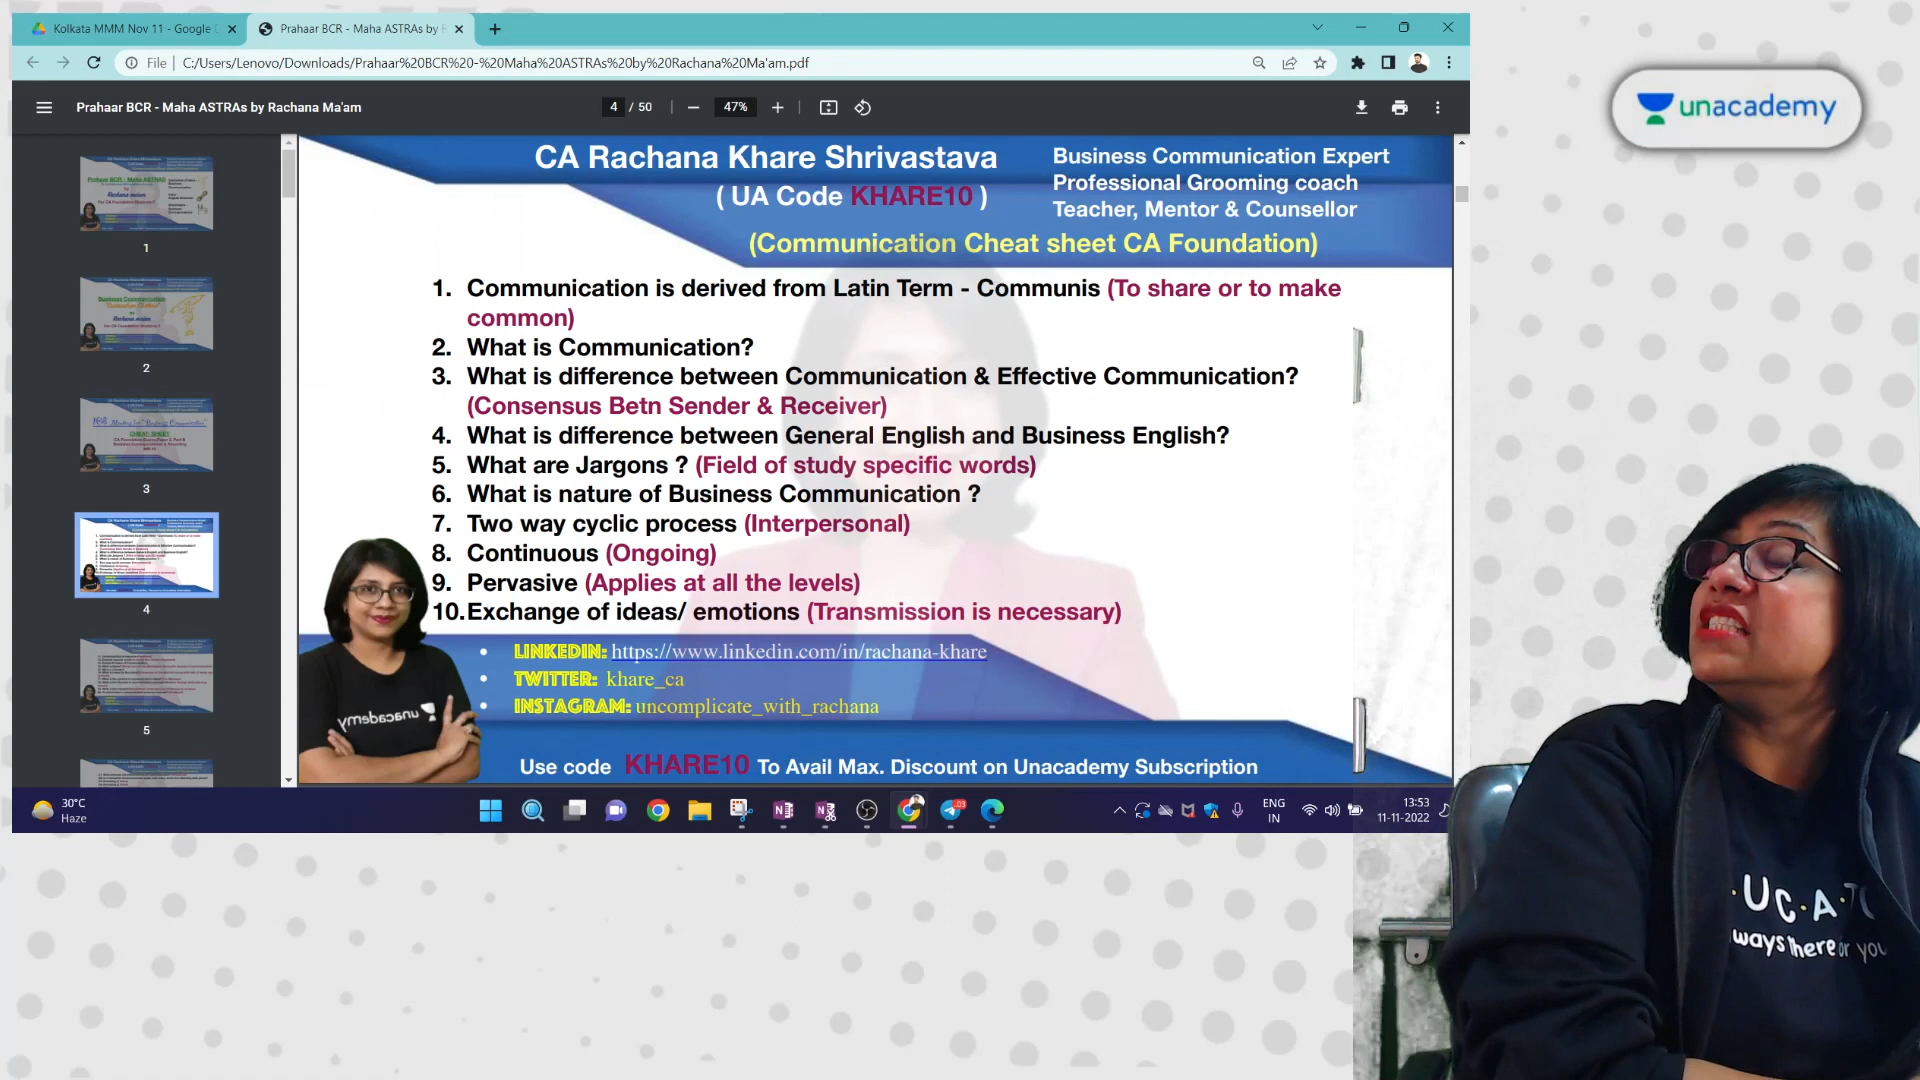 Kolkata MMM Nov 11 - Google D
Prahaar BCR - Maha ASTRAs by R
File
C:/Users/Lenovo/Downloads/Prahaar%20BCR%20-%20Maha%20ASTRAs%20by%20Rachana%20Ma'am.pdf
Prahaar BCR - Maha ASTRAs by Rachana Ma'am
4 / 50
47%
unacademy
1
2
3
4
5
CA Rachana Khare Shrivastava
( UA Code KHARE10 )
Business Communication Expert
Professional Grooming coach
Teacher, Mentor & Counsellor
(Communication Cheat sheet CA Foundation)
1. Communication is derived from Latin Term - Communis (To share or to make
common)
2. What is Communication?
3. What is difference between Communication & Effective Communication?
(Consensus Betn Sender & Receiver)
4. What is difference between General English and Business English?
5. What are Jargons ? (Field of study specific words)
6. What is nature of Business Communication ?
7. Two way cyclic process (Interpersonal)
8. Continuous (Ongoing)
9. Pervasive (Applies at all the levels)
10.Exchange of ideas/ emotions (Transmission is necessary)
• LINKEDIN: https://www.linkedin.com/in/rachana-khare
• TWITTER: khare_ca
• INSTAGRAM: uncomplicate_with_rachana
unacademy
Use code KHARE10 To Avail Max. Discount on Unacademy Subscription
30°C
Haze
ENG
IN
13:53
11-11-2022